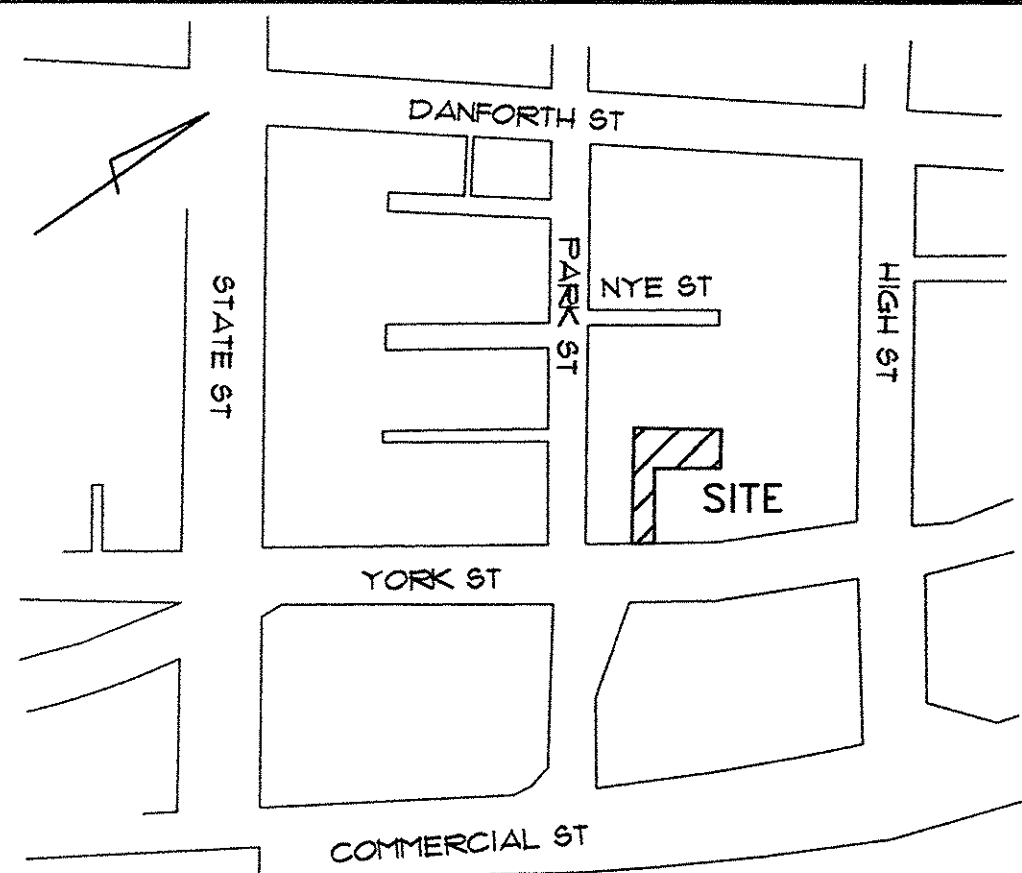 DANFORTH ST
PARK ST
NYE ST
HIGH ST
STATE ST
SITE
YORK ST
COMMERCIAL ST